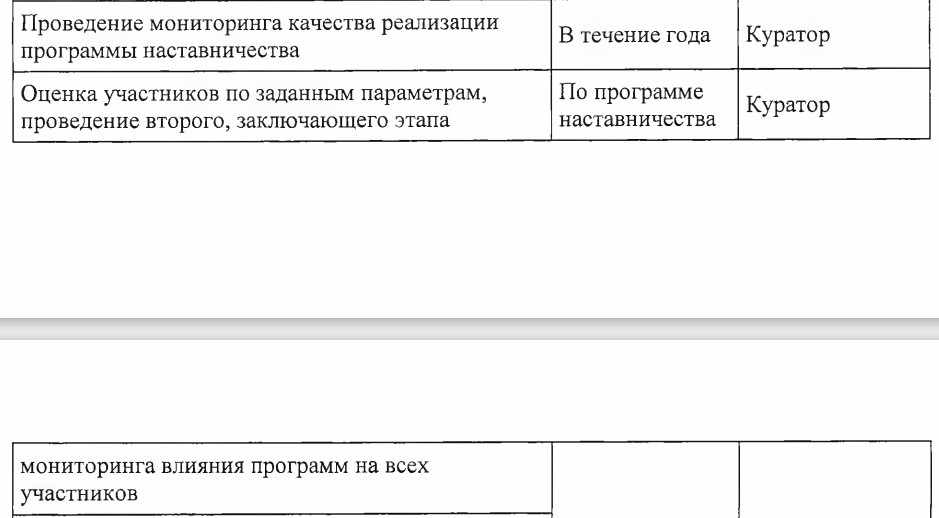 Проведение мониторинга качества реализации
программы наставничества
В течение года
Куратор
Оценка участников по заданным параметрам,
проведение второго, заключающего этапа
По программе
наставничества
Куратор
мониторинга влияния программ на всех
участников